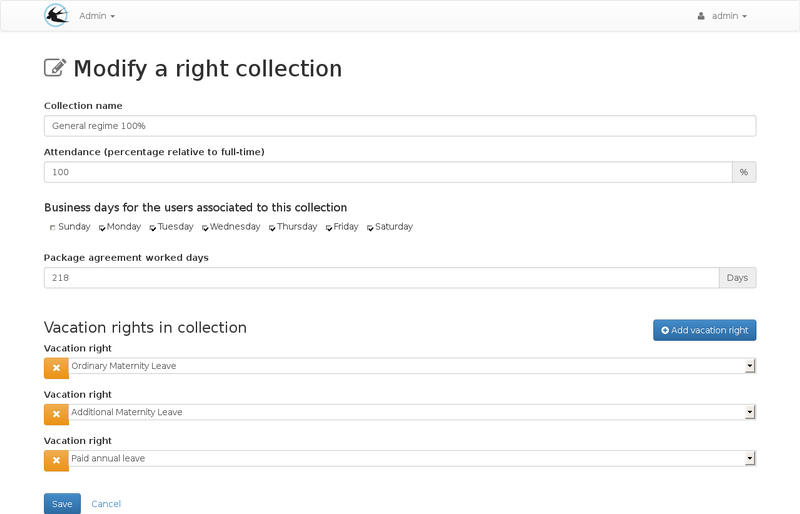 Admin
admin
Modify a right collection
Collection name
General regime 100%
Attendance (percentage relative to full-time)
100 %
Business days for the users associated to this collection
Sunday Monday Tuesday Wednesday Thursday Friday Saturday
Package agreement worked days
218 Days
Vacation rights in collection
Add vacation right
Vacation right
Ordinary Maternity Leave
Vacation right
Additional Maternity Leave
Vacation right
Paid annual leave
Save Cancel